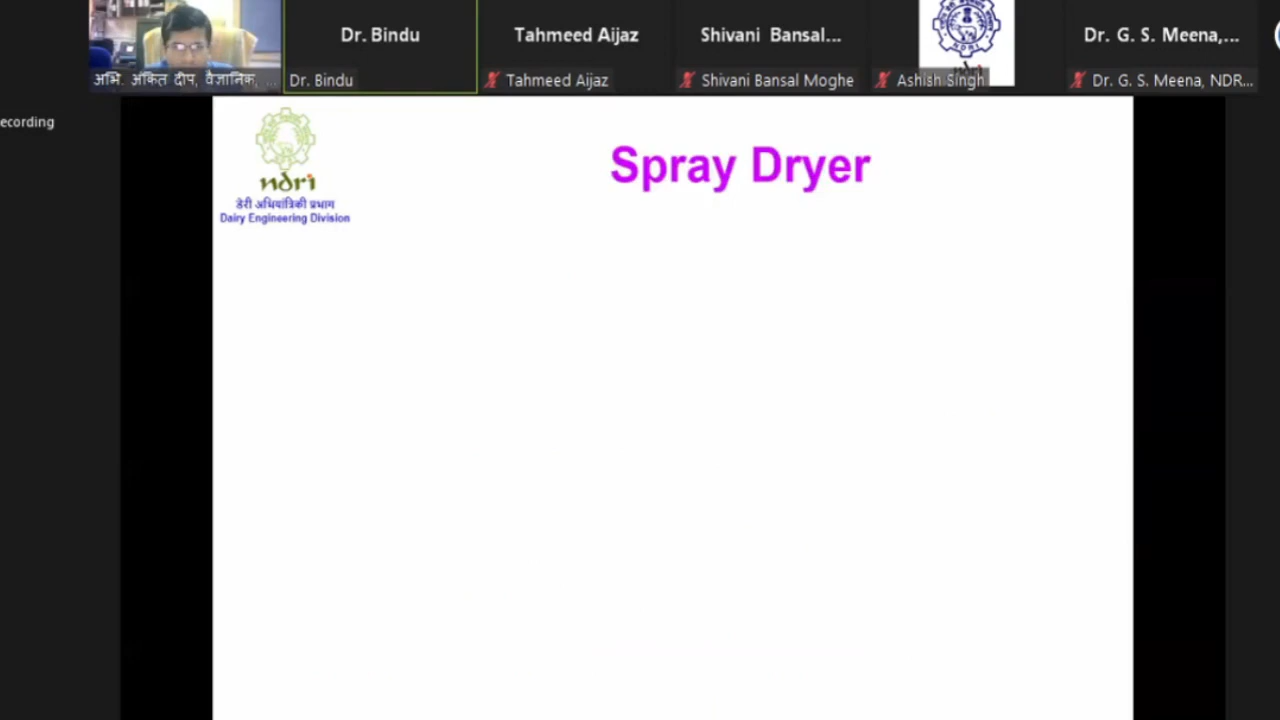 Dr. Bindu
Tahmeed Aijaz
Shivani Bansal...
Dr. G. S. Meena,...
अभि. अंकित दीप, वैज्ञानिक, ...
Dr. Bindu
Tahmeed Aijaz
Shivani Bansal Moghe
Ashish Singh
Dr. G. S. Meena, NDR...
ecording
Spray Dryer
ndri
डेरी अभियांत्रिकी प्रभाग
Dairy Engineering Division